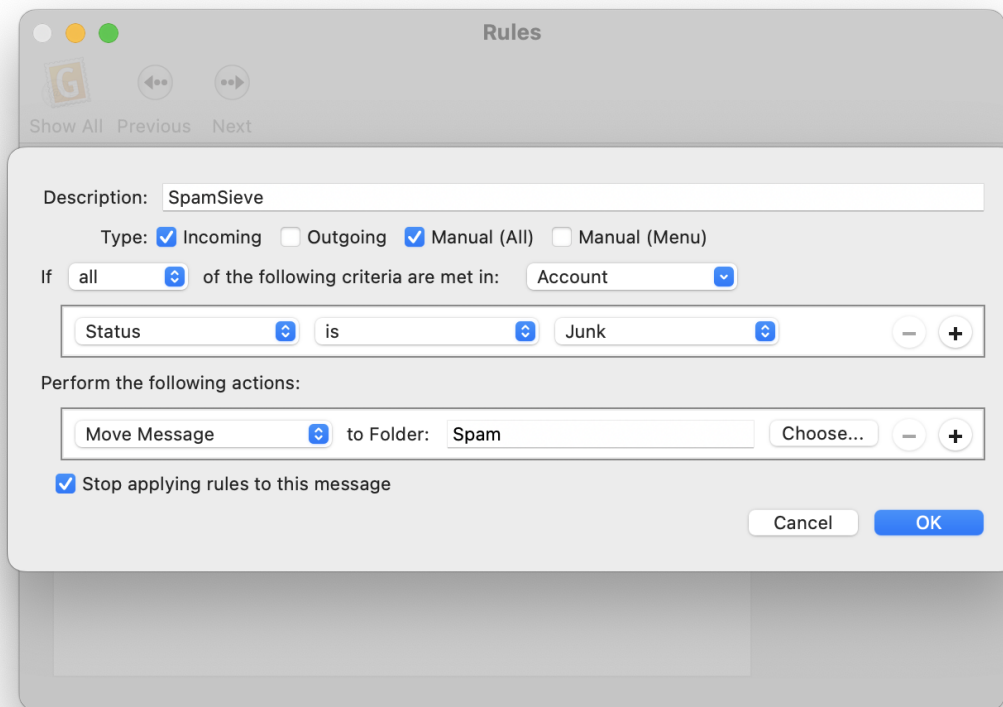 Rules
G
Show All Previous Next
Description: SpamSieve
Type: Incoming Outgoing Manual (All) Manual (Menu)
If all of the following criteria are met in: Account
Status is Junk
Perform the following actions:
Move Message to Folder: Spam Choose...
Stop applying rules to this message
Cancel OK